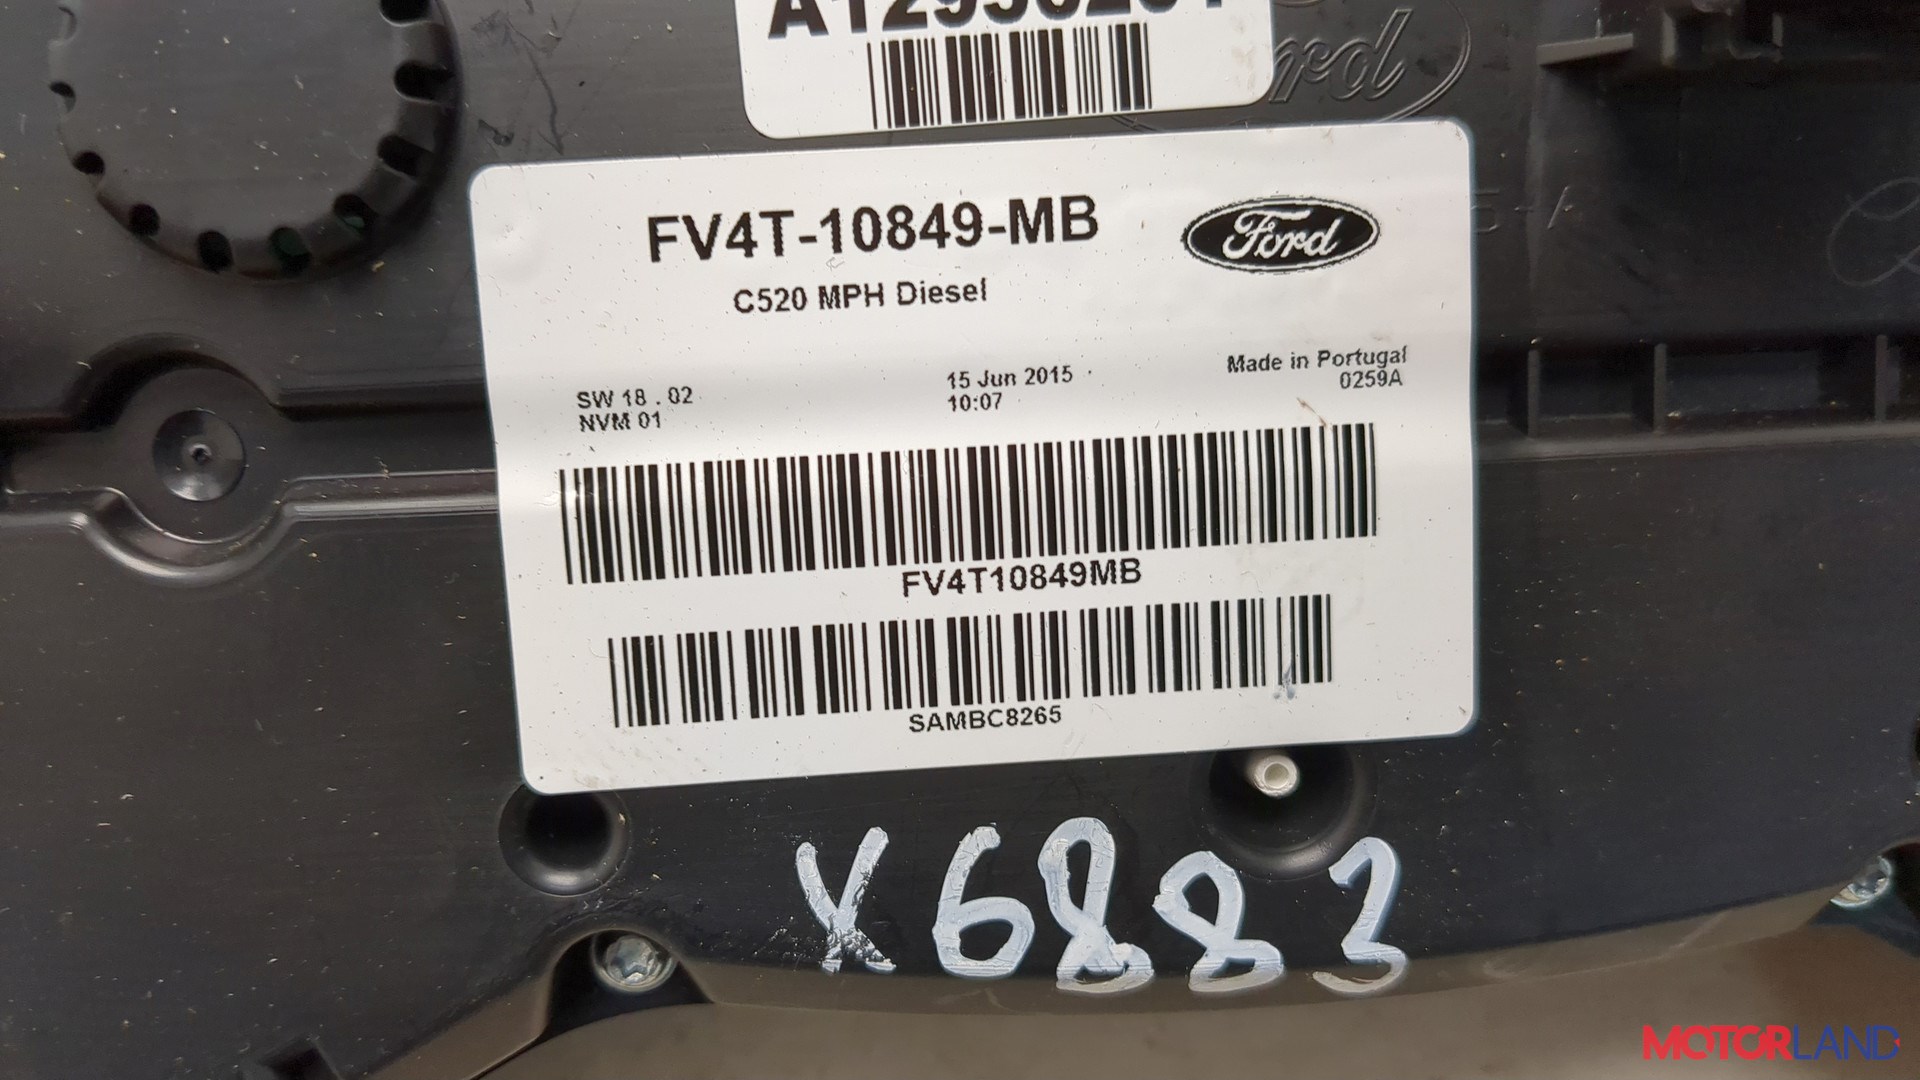 FV4T-10849-MB
Ford
C520 MPH Diesel
SW 18 . 02
NVM 01
15 Jun 2015
10:07
Made in Portugal
0259A
FV4T10849MB
SAMBC8265
X6883
MOTORLAND